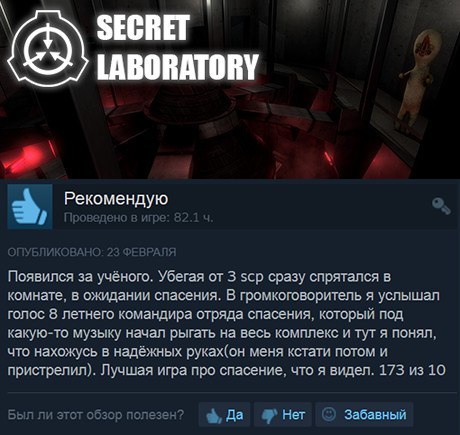 SECRET
LABORATORY
Рекомендую
Проведено в игре: 82.1 ч.
ОПУБЛИКОВАНО: 23 ФЕВРАЛЯ
Появился за учёного. Убегая от 3 scp сразу спрятался в
комнате, в ожидании спасения. В громкоговоритель я услышал
голос 8 летнего командира отряда спасения, который под
какую-то музыку начал рыгать на весь комплекс и тут я понял,
что нахожусь в надёжных руках(он меня кстати потом и
пристрелил). Лучшая игра про спасение, что я видел. 173 из 10
Был ли этот обзор полезен? Да Нет Забавный